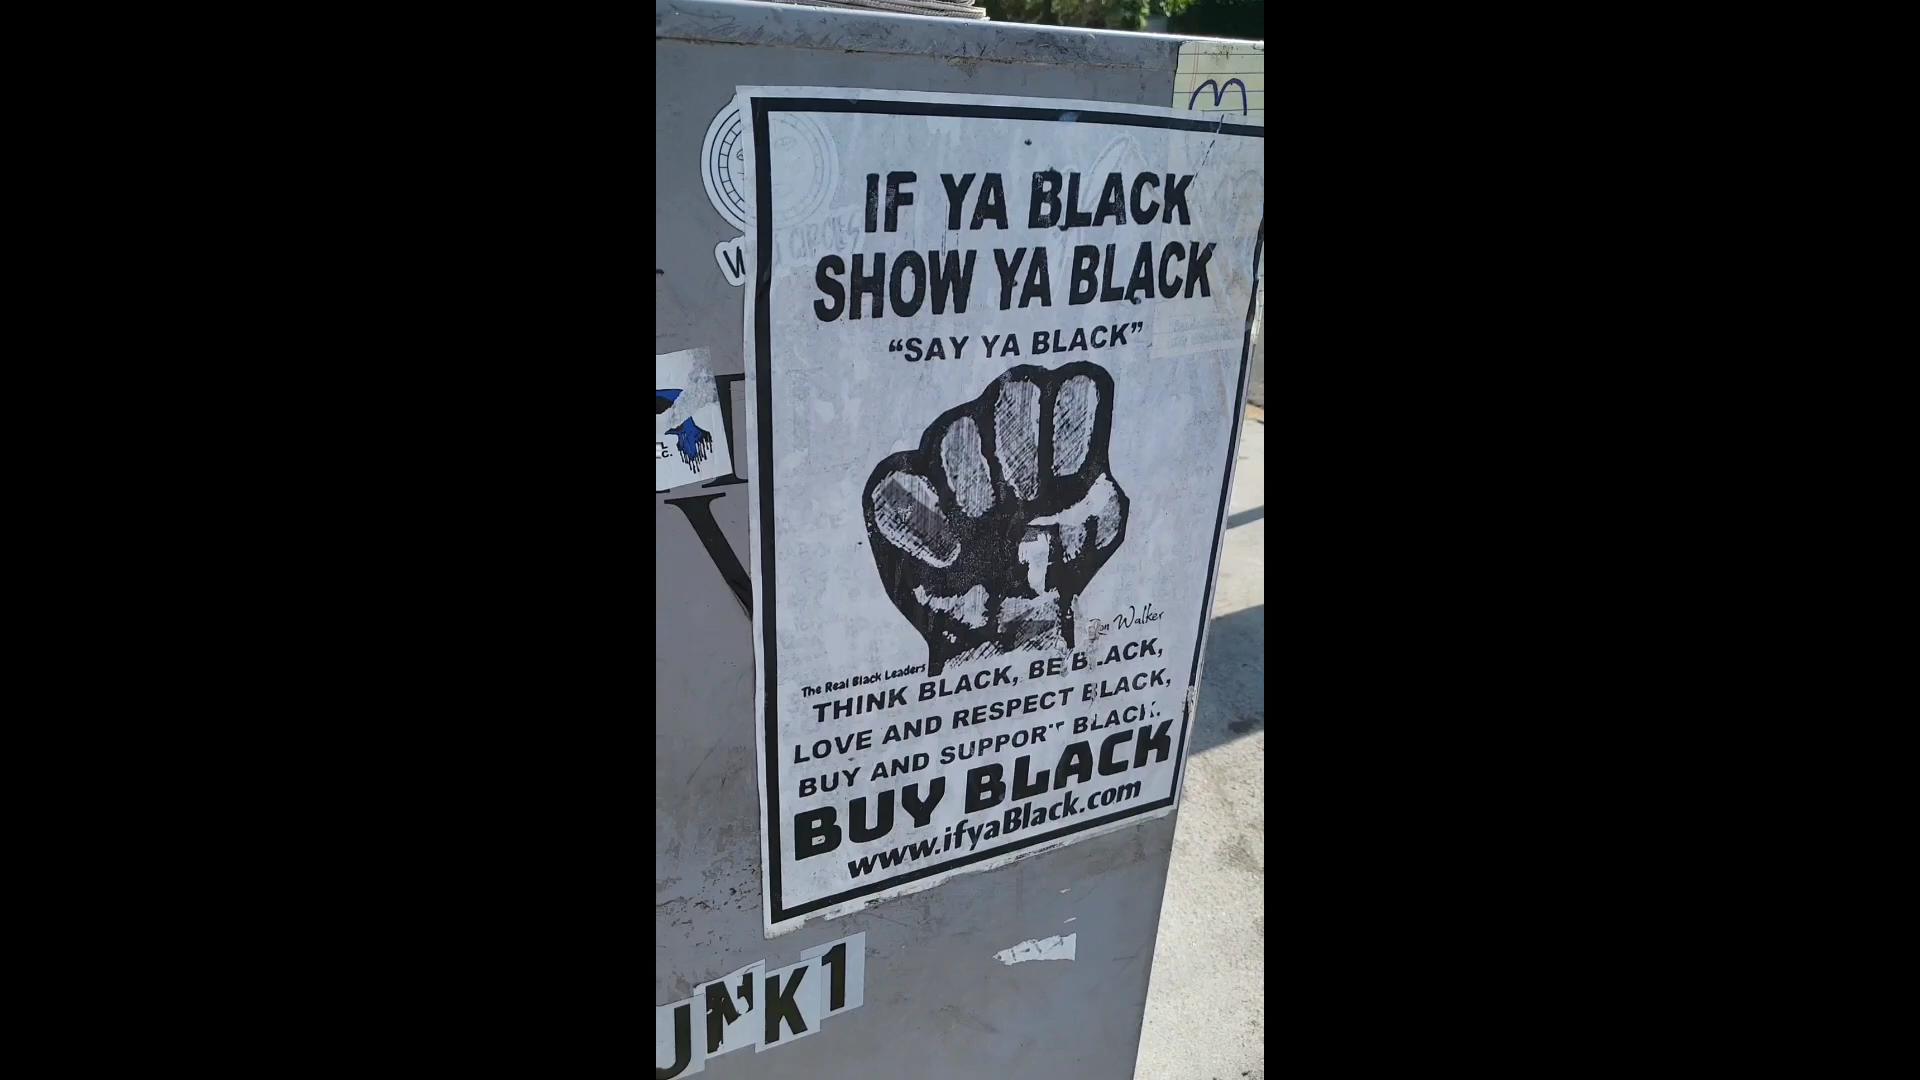 IF YA BLACK
SHOW YA BLACK
“SAY YA BLACK”
Walker
The Real Black Leaders
THINK BLACK, BE BLACK,
LOVE AND RESPECT BLACK,
BUY AND SUPPORT BLACK.
BUY BLACK
www.ifyaBlack.com
UNK1